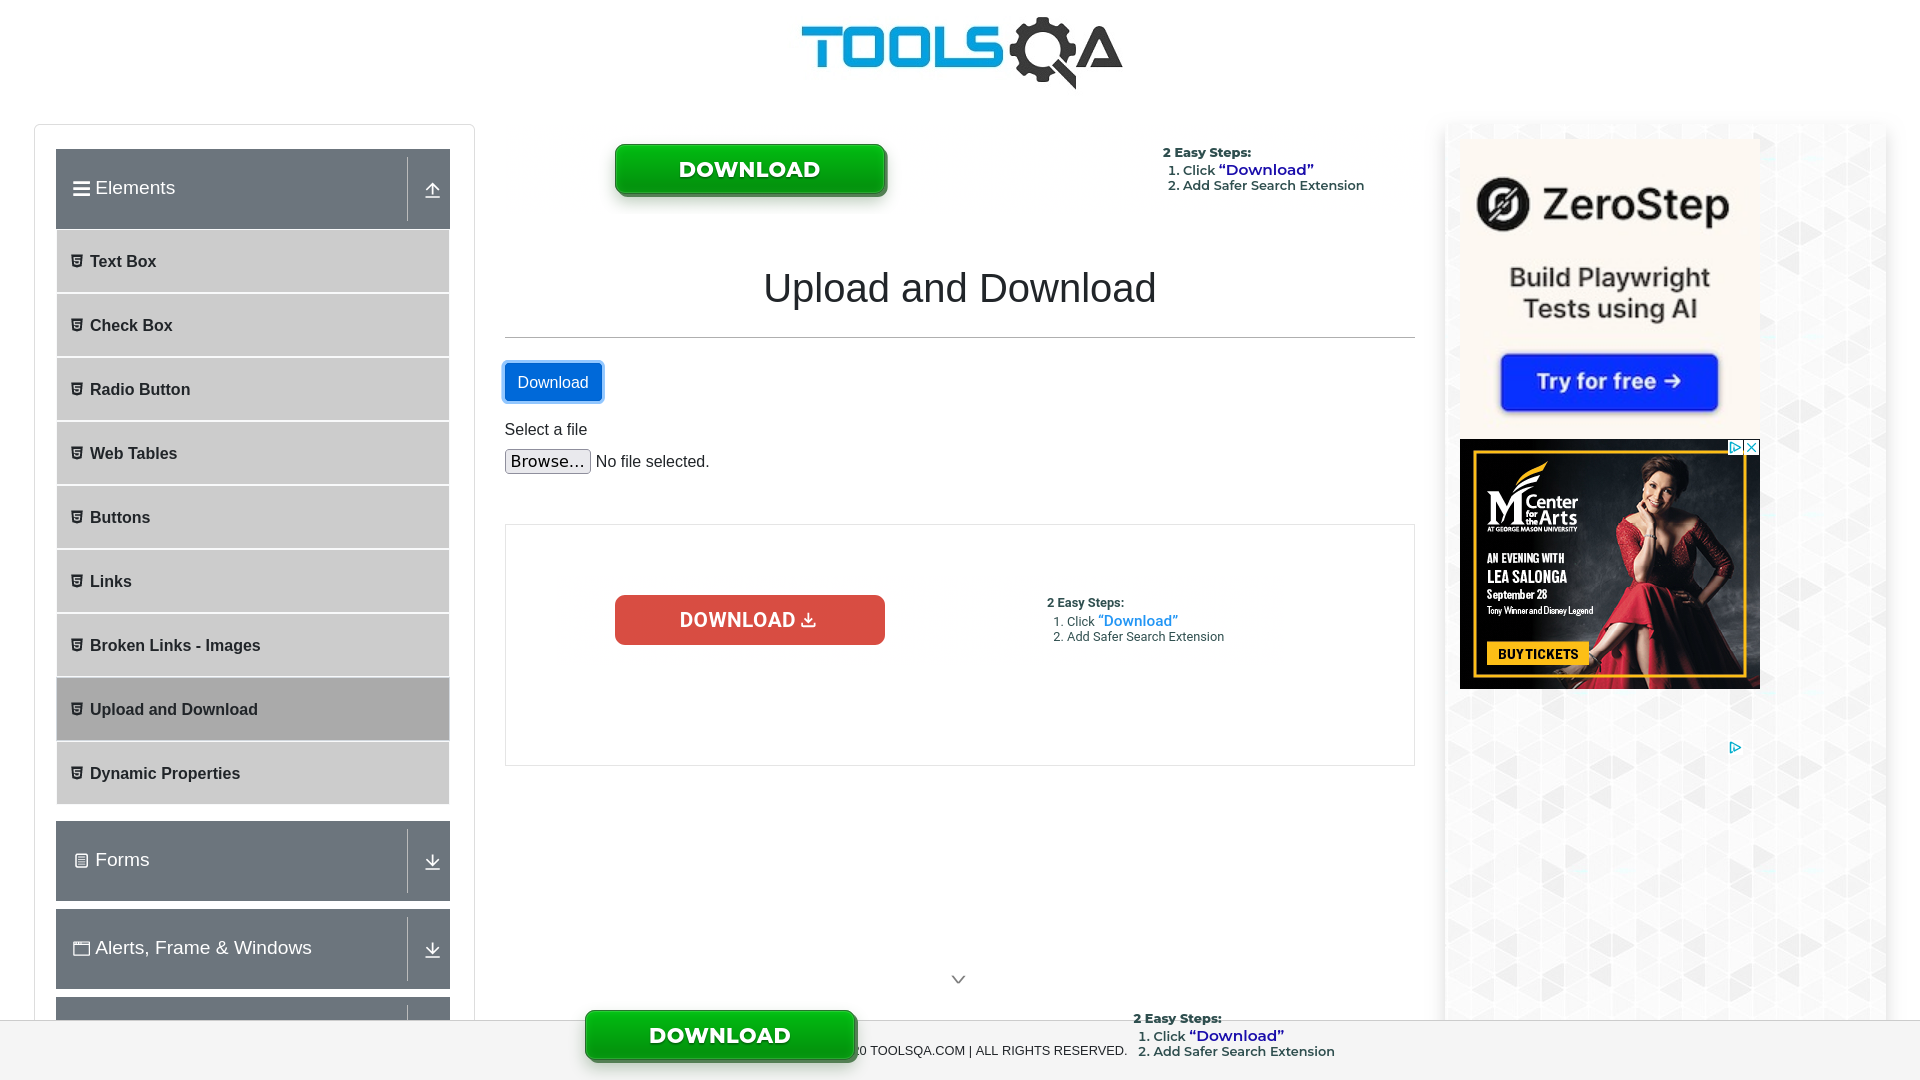 TOOLSQA
Elements
Text Box
Check Box
Radio Button
Web Tables
Buttons
Links
Broken Links - Images
Upload and Download
Dynamic Properties
Forms
Alerts, Frame & Windows
DOWNLOAD
2 Easy Steps:
1. Click “Download”
2. Add Safer Search Extension
Upload and Download
Download
Select a file
Browse... No file selected.
DOWNLOAD
2 Easy Steps:
1. Click “Download”
2. Add Safer Search Extension
ZeroStep
Build Playwright
Tests using AI
Try for free →
M Center
for the Arts
AT GEORGE MASON UNIVERSITY
AN EVENING WITH
LEA SALONGA
September 28
Tony Winner and Disney Legend
BUY TICKETS
DOWNLOAD
20 TOOLSQA.COM | ALL RIGHTS RESERVED.
2 Easy Steps:
1. Click “Download”
2. Add Safer Search Extension